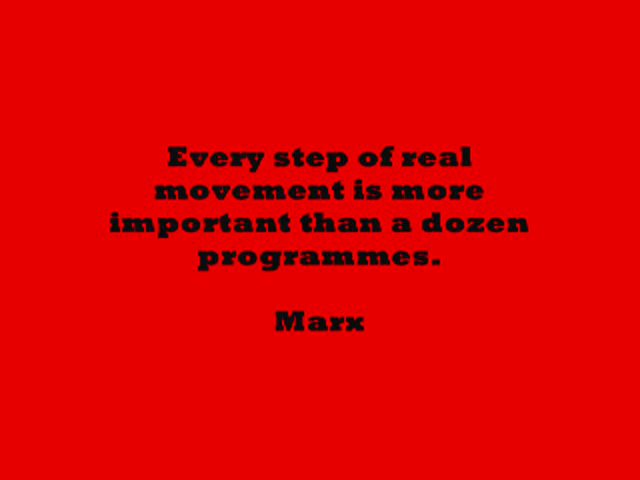 Every step of real
movement is more
important than a dozen
programmes.
Marx